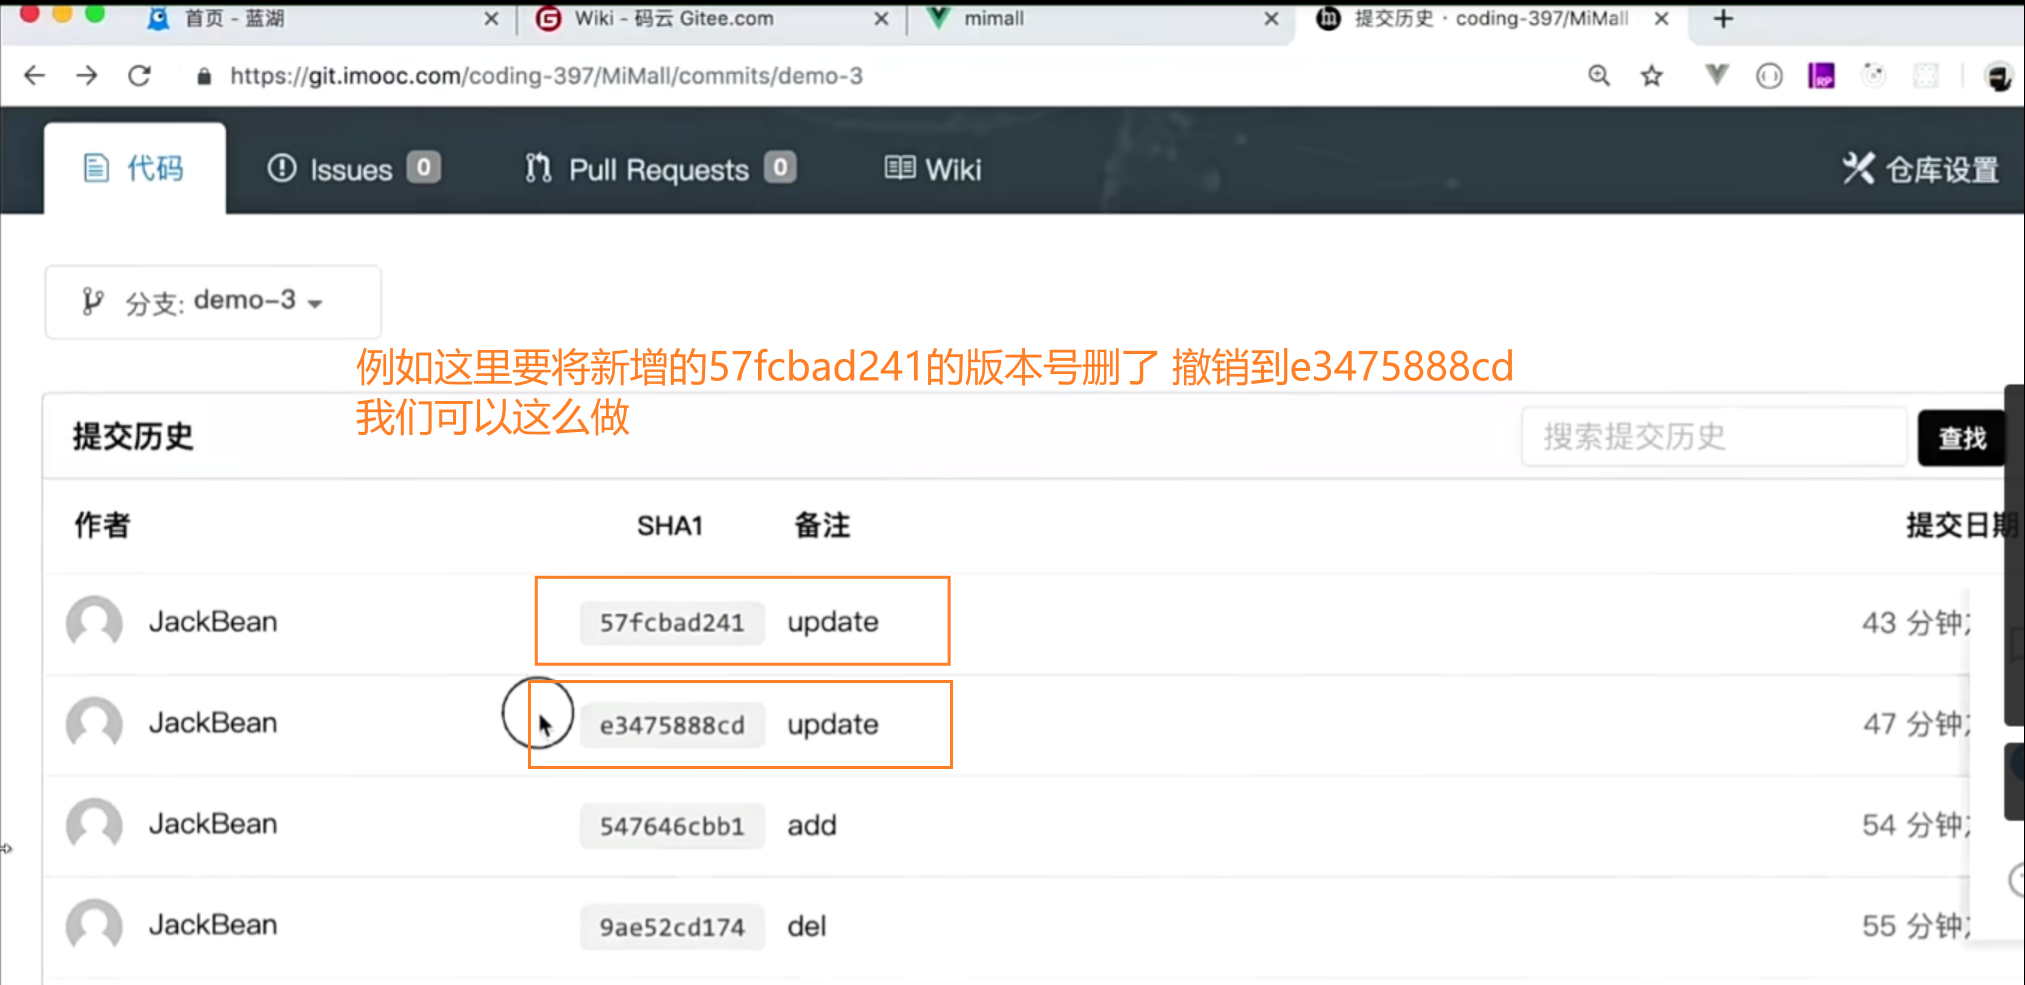 首页 - 蓝湖
Wiki - 码云 Gitee.com
mimall
提交历史 · coding-397/MiMall
https://git.imooc.com/coding-397/MiMall/commits/demo-3
RP
代码
Issues 0
Pull Requests 0
Wiki
仓库设置
分支: demo-3
例如这里要将新增的57fcbad241的版本号删了 撤销到e3475888cd
我们可以这么做
提交历史
搜索提交历史
查找
作者 SHA1 备注 提交日期
JackBean 57fcbad241 update 43 分钟
JackBean e3475888cd update 47 分钟
JackBean 547646cbb1 add 54 分钟
JackBean 9ae52cd174 del 55 分钟